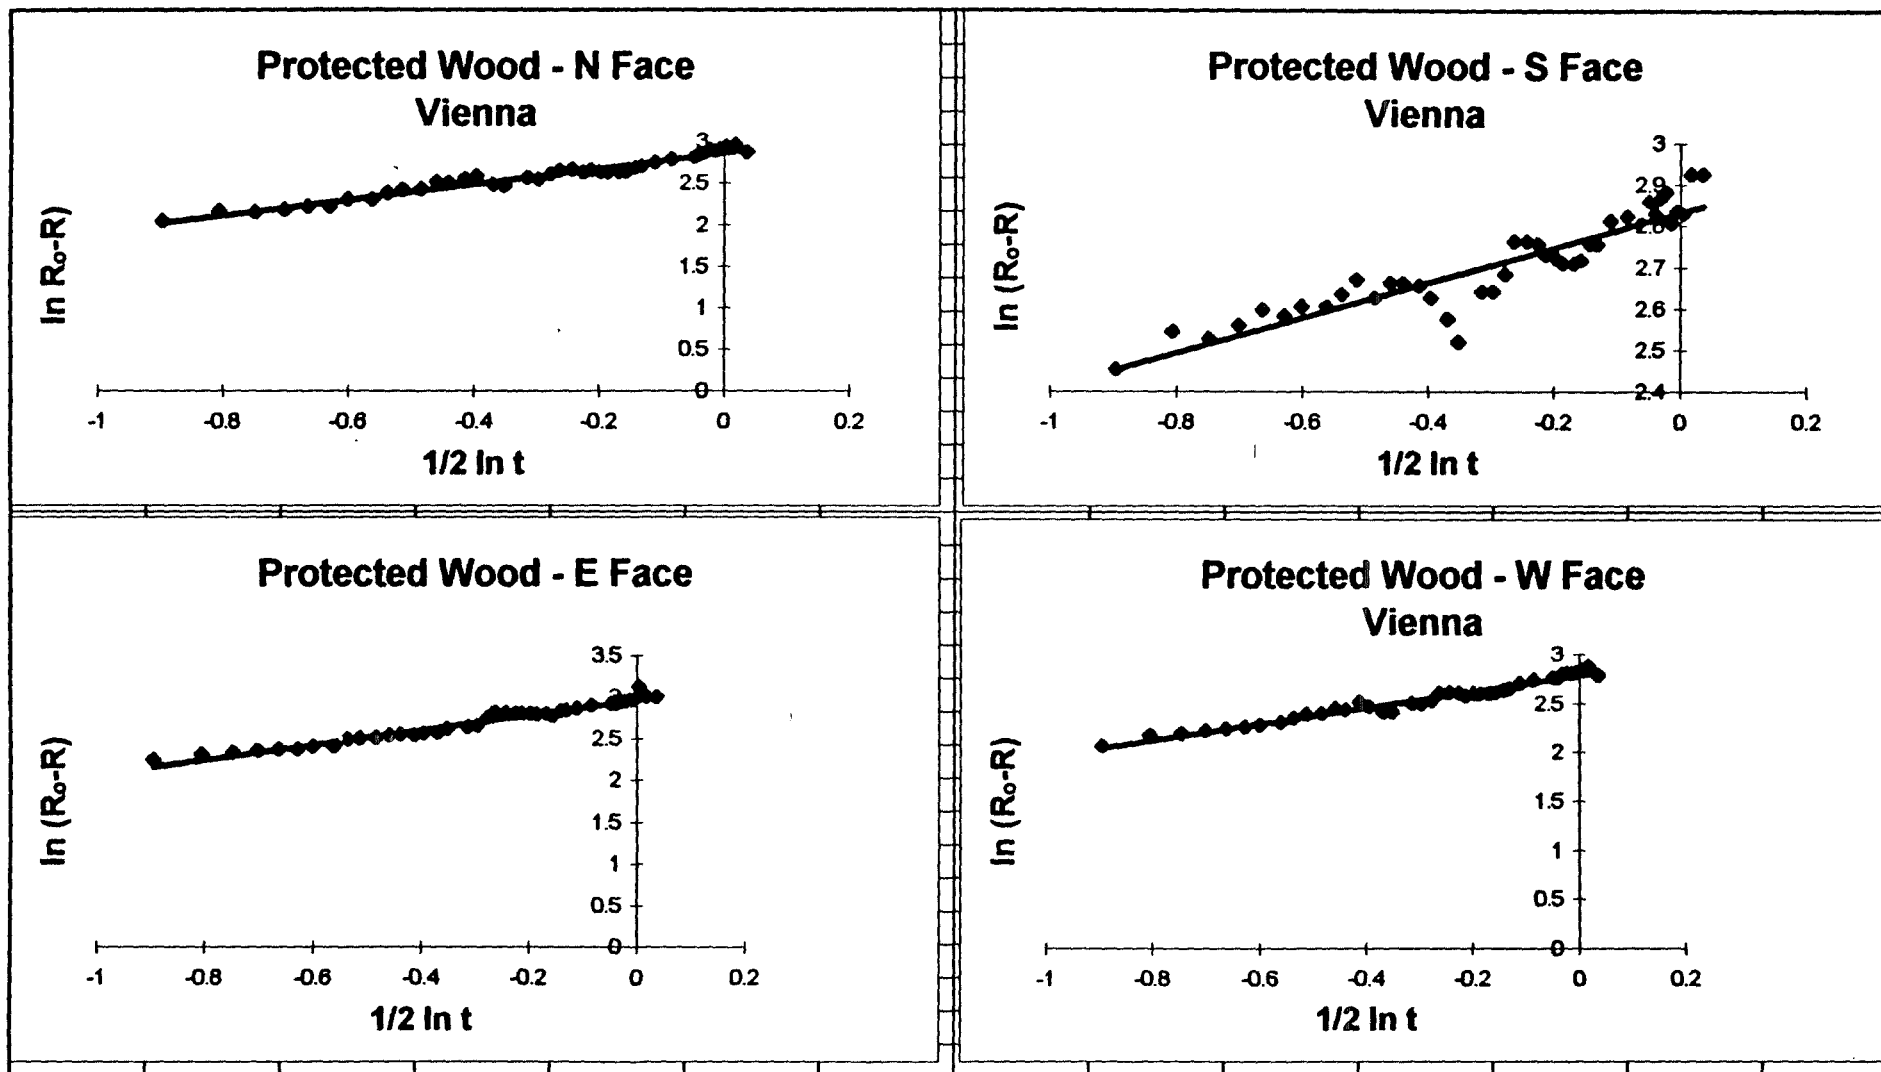 Protected Wood - N Face
Vienna
3
2.5
2
1.5
1
0.5
0
-1 -0.8 -0.6 -0.4 -0.2 0 0.2
ln R₀-R)
1/2 ln t
Protected Wood - S Face
Vienna
3
2.9
2.8
2.7
2.6
2.5
2.4
-1 -0.8 -0.6 -0.4 -0.2 0 0.2
ln (R₀-R)
1/2 ln t
Protected Wood - E Face
3.5
3
2.5
2
1.5
1
0.5
0
-1 -0.8 -0.6 -0.4 -0.2 0 0.2
ln (R₀-R)
1/2 ln t
Protected Wood - W Face
Vienna
3
2.5
2
1.5
1
0.5
0
-1 -0.8 -0.6 -0.4 -0.2 0 0.2
ln (R₀-R)
1/2 ln t